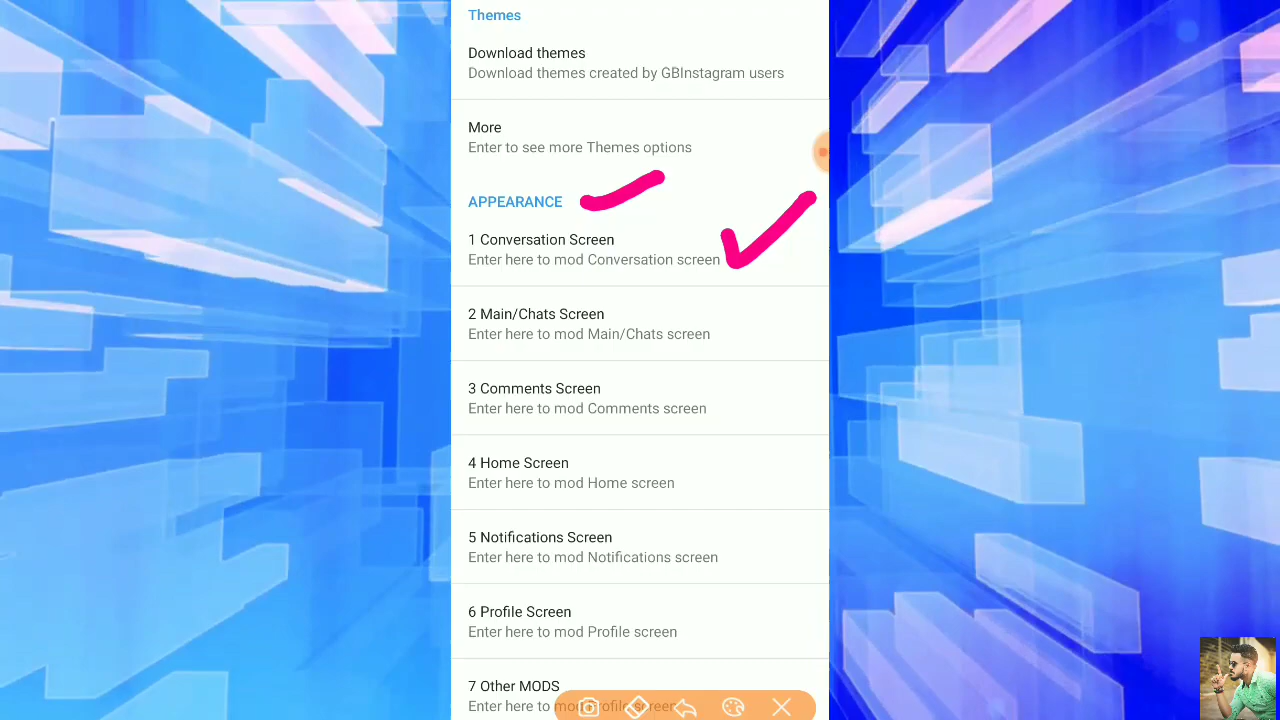 Themes
Download themes
Download themes created by GBInstagram users
More
Enter to see more Themes options
APPEARANCE
1 Conversation Screen
Enter here to mod Conversation screen
2 Main/Chats Screen
Enter here to mod Main/Chats screen
3 Comments Screen
Enter here to mod Comments screen
4 Home Screen
Enter here to mod Home screen
5 Notifications Screen
Enter here to mod Notifications screen
6 Profile Screen
Enter here to mod Profile screen
7 Other MODS
Enter to mod Profile screen